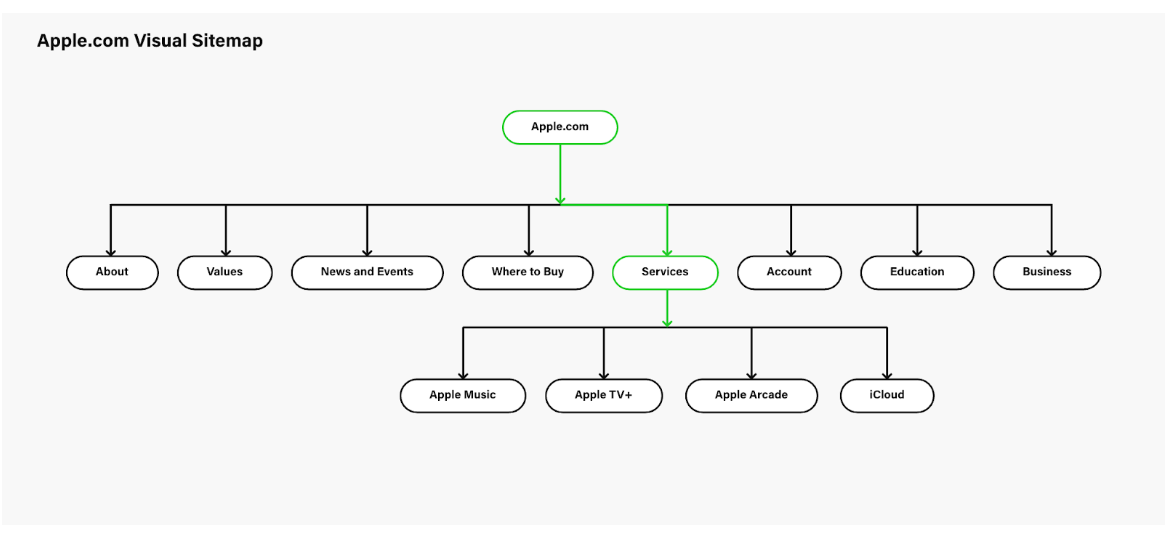 Apple.com Visual Sitemap
Apple.com
About
Values
News and Events
Where to Buy
Services
Account
Education
Business
Apple Music
Apple TV+
Apple Arcade
iCloud